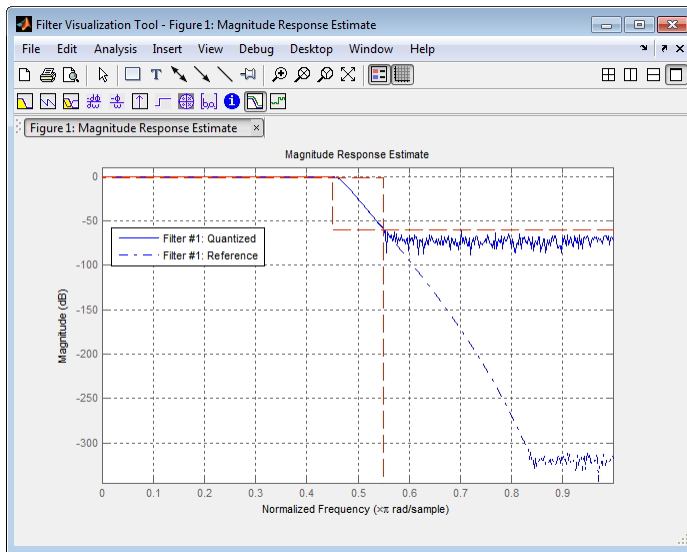 Filter Visualization Tool - Figure 1: Magnitude Response Estimate
File Edit Analysis Insert View Debug Desktop Window Help
Figure 1: Magnitude Response Estimate
Magnitude Response Estimate
Filter #1: Quantized
Filter #1: Reference
Magnitude (dB)
0
-50
-100
-150
-200
-250
-300
0 0.1 0.2 0.3 0.4 0.5 0.6 0.7 0.8 0.9
Normalized Frequency (×π rad/sample)